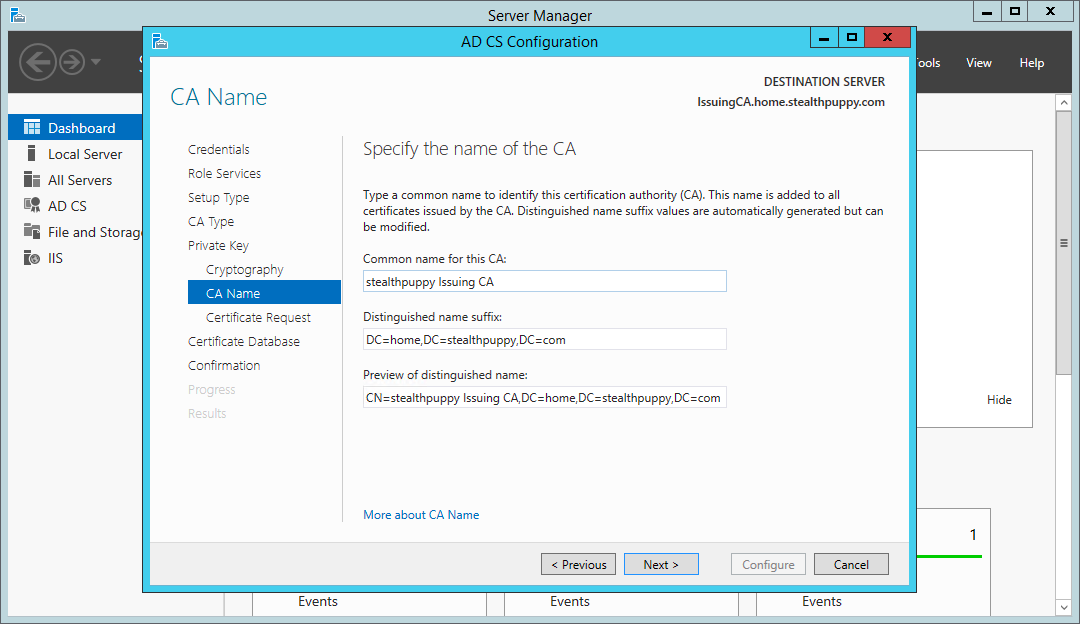 Server Manager
AD CS Configuration
Tools
View
Help
Dashboard
Local Server
All Servers
AD CS
File and Storage
IIS
CA Name
DESTINATION SERVER
IssuingCA.home.stealthpuppy.com
Credentials
Role Services
Setup Type
CA Type
Private Key
Cryptography
CA Name
Certificate Request
Certificate Database
Confirmation
Progress
Results
Specify the name of the CA
Type a common name to identify this certification authority (CA). This name is added to all
certificates issued by the CA. Distinguished name suffix values are automatically generated but can
be modified.
Common name for this CA:
stealthpuppy Issuing CA
Distinguished name suffix:
DC=home,DC=stealthpuppy,DC=com
Preview of distinguished name:
CN=stealthpuppy Issuing CA,DC=home,DC=stealthpuppy,DC=com
More about CA Name
< Previous
Next >
Configure
Cancel
Hide
1
Events
Events
Events